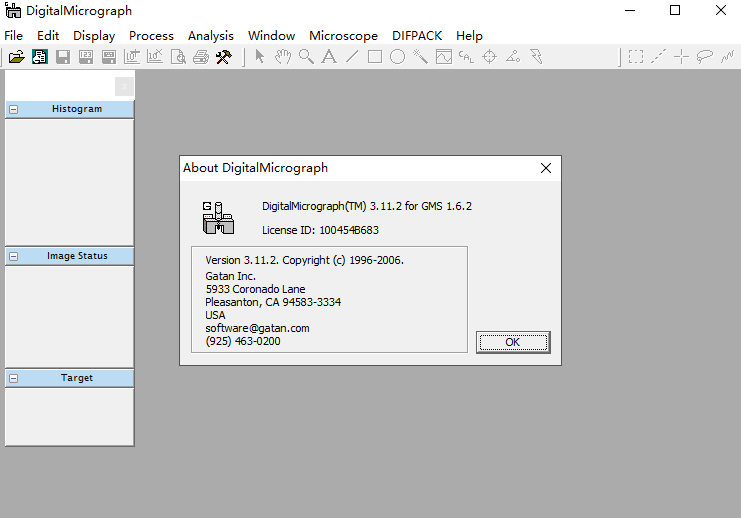 DigitalMicrograph
File Edit Display Process Analysis Window Microscope DIFPACK Help
Histogram
Image Status
Target
About DigitalMicrograph
DigitalMicrograph(TM) 3.11.2 for GMS 1.6.2
License ID: 100454B683
Version 3.11.2. Copyright (c) 1996-2006.
Gatan Inc.
5933 Coronado Lane
Pleasanton, CA 94583-3334
USA
software@gatan.com
(925) 463-0200
OK